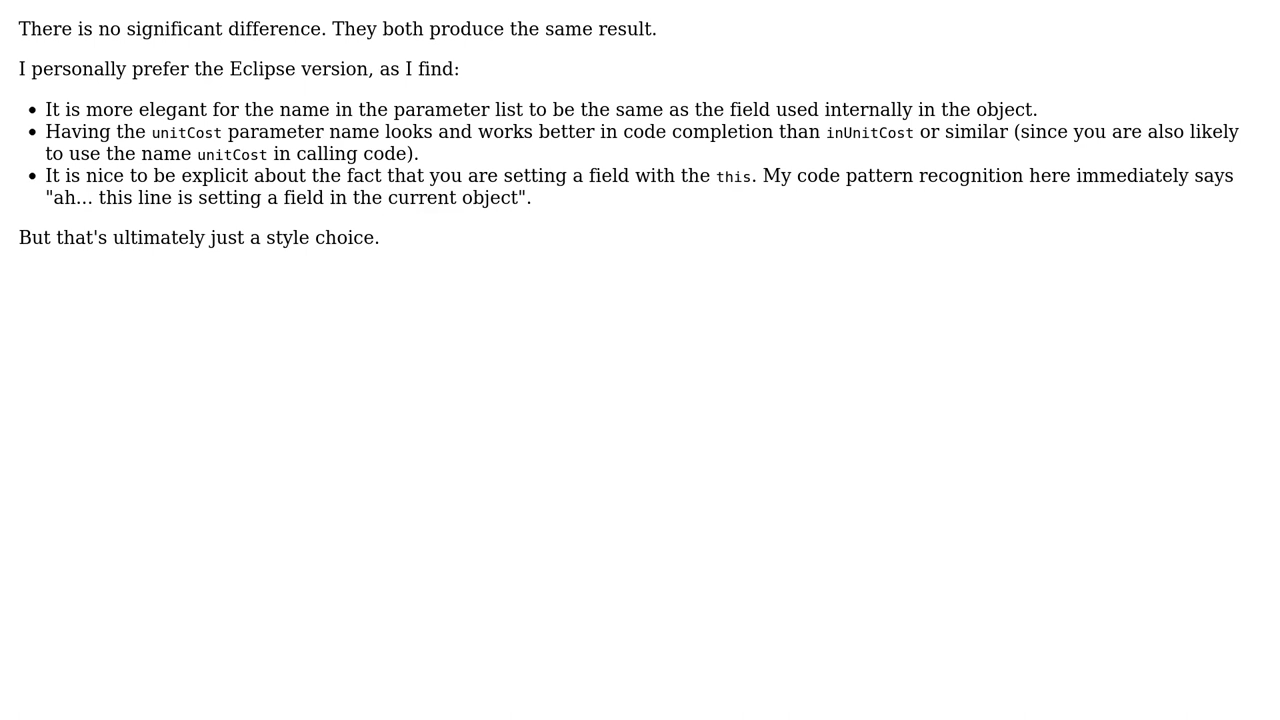 There is no significant difference. They both produce the same result.
I personally prefer the Eclipse version, as I find:
• It is more elegant for the name in the parameter list to be the same as the field used internally in the object.
• Having the unitCost parameter name looks and works better in code completion than inUnitCost or similar (since you are also likely
to use the name unitCost in calling code).
• It is nice to be explicit about the fact that you are setting a field with the this. My code pattern recognition here immediately says
"ah... this line is setting a field in the current object".
But that's ultimately just a style choice.